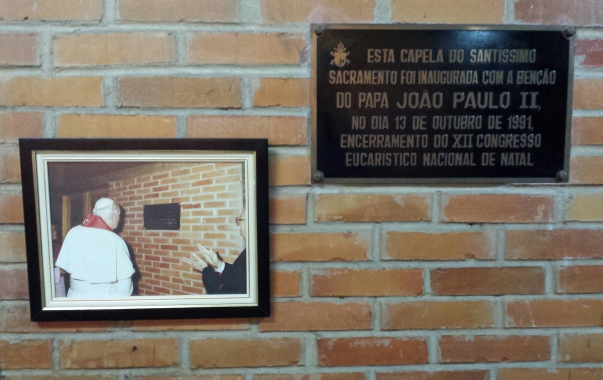 ESTA CAPELA DO SANTÍSSIMO
SACRAMENTO FOI INAUGURADA COM A BENÇÃO
DO PAPA JOÃO PAULO II,
NO DIA 13 DE OUTUBRO DE 1991,
ENCERRAMENTO DO XII CONGRESSO
EUCARÍSTICO NACIONAL DE NATAL